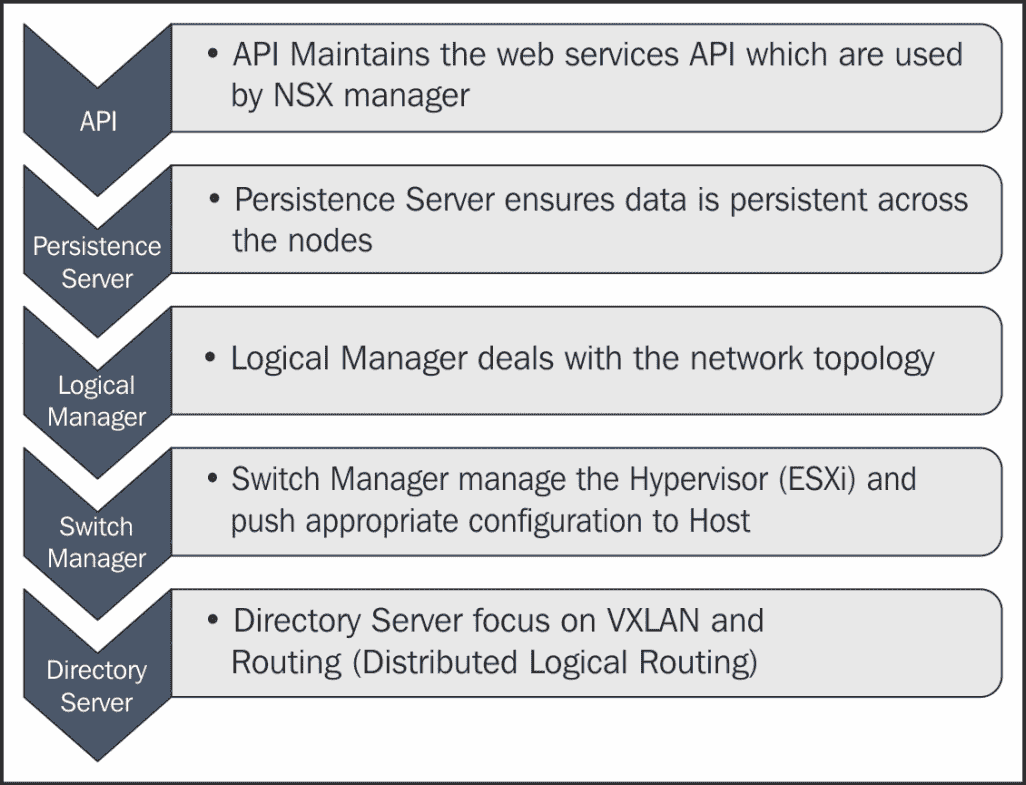 API
• API Maintains the web services API which are used
by NSX manager
Persistence
Server
• Persistence Server ensures data is persistent across
the nodes
Logical
Manager
• Logical Manager deals with the network topology
Switch
Manager
• Switch Manager manage the Hypervisor (ESXi) and
push appropriate configuration to Host
Directory
Server
• Directory Server focus on VXLAN and
Routing (Distributed Logical Routing)